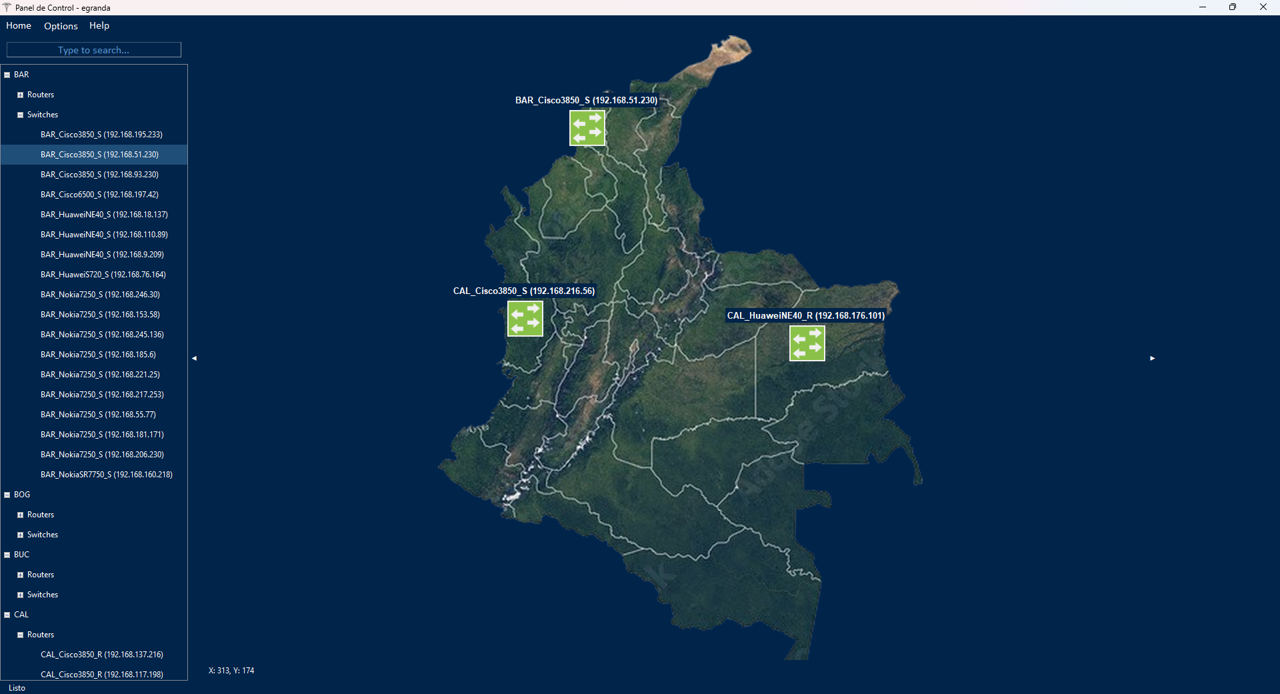 Panel de Control - egranda
Home Options Help
Type to search...
BAR
Routers
Switches
BAR_Cisco3850_S (192.168.195.233)
BAR_Cisco3850_S (192.168.51.230)
BAR_Cisco3850_S (192.168.93.230)
BAR_Cisco6500_S (192.168.197.42)
BAR_HuaweiNE40_S (192.168.18.137)
BAR_HuaweiNE40_S (192.168.110.89)
BAR_HuaweiNE40_S (192.168.9.209)
BAR_HuaweiS720_S (192.168.76.164)
BAR_Nokia7250_S (192.168.246.30)
BAR_Nokia7250_S (192.168.153.58)
BAR_Nokia7250_S (192.168.245.136)
BAR_Nokia7250_S (192.168.185.6)
BAR_Nokia7250_S (192.168.221.25)
BAR_Nokia7250_S (192.168.217.253)
BAR_Nokia7250_S (192.168.55.77)
BAR_Nokia7250_S (192.168.181.171)
BAR_Nokia7250_S (192.168.206.230)
BAR_NokiaSR7750_S (192.168.160.218)
BOG
Routers
Switches
BUC
Routers
Switches
CAL
Routers
CAL_Cisco3850_R (192.168.137.216)
CAL_Cisco3850_R (192.168.117.198)
BAR_Cisco3850_S (192.168.51.230)
CAL_Cisco3850_S (192.168.216.56)
CAL_HuaweiNE40_R (192.168.176.101)
X: 313, Y: 174
Listo